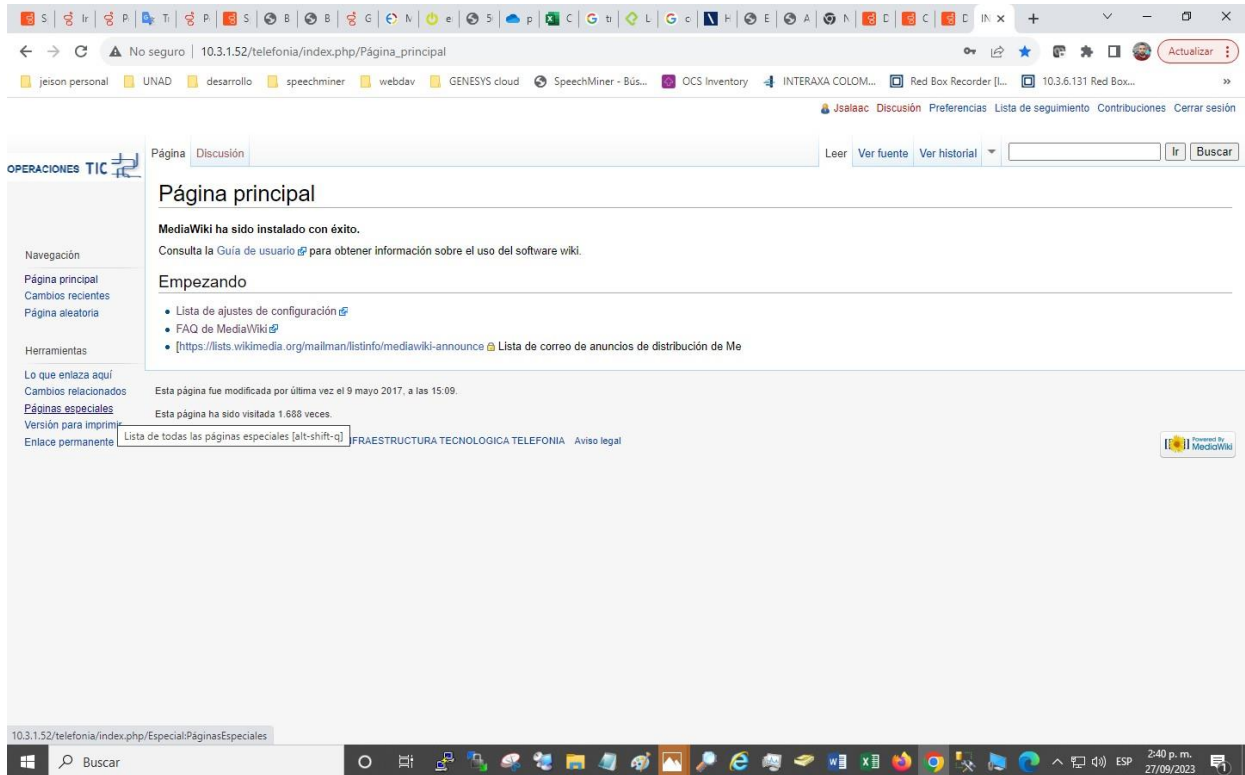 S Ir P Ti P S B B G N e 5 p C G tr L G c H E A N D C D IN
No seguro 10.3.1.52/telefonia/index.php/Página_principal Actualizar
jeison personal UNAD desarrollo speechminer webdav GENESYS cloud SpeechMiner - Bús... OCS Inventory INTERAXA COLOM... Red Box Recorder [I... 10.3.6.131 Red Box... »
Jsalaac Discusión Preferencias Lista de seguimiento Contribuciones Cerrar sesión
OPERACIONES TIC
Página Discusión Leer Ver fuente Ver historial Ir Buscar
Página principal
MediaWiki ha sido instalado con éxito.
Consulta la Guía de usuario para obtener información sobre el uso del software wiki.
Empezando
• Lista de ajustes de configuración
• FAQ de MediaWiki
• [https://lists.wikimedia.org/mailman/listinfo/mediawiki-announce Lista de correo de anuncios de distribución de Me
Navegación
Página principal
Cambios recientes
Página aleatoria
Herramientas
Lo que enlaza aquí
Cambios relacionados
Páginas especiales
Versión para imprimir
Enlace permanente
Lista de todas las páginas especiales [alt-shift-q]
Esta página fue modificada por última vez el 9 mayo 2017, a las 15:09.
Esta página ha sido visitada 1.688 veces.
TECNOLOGICA TELEFONIA Aviso legal
Powered By
MediaWiki
10.3.1.52/telefonia/index.php/Especial:PáginasEspeciales
Buscar ESP
2:40 p. m.
27/09/2023